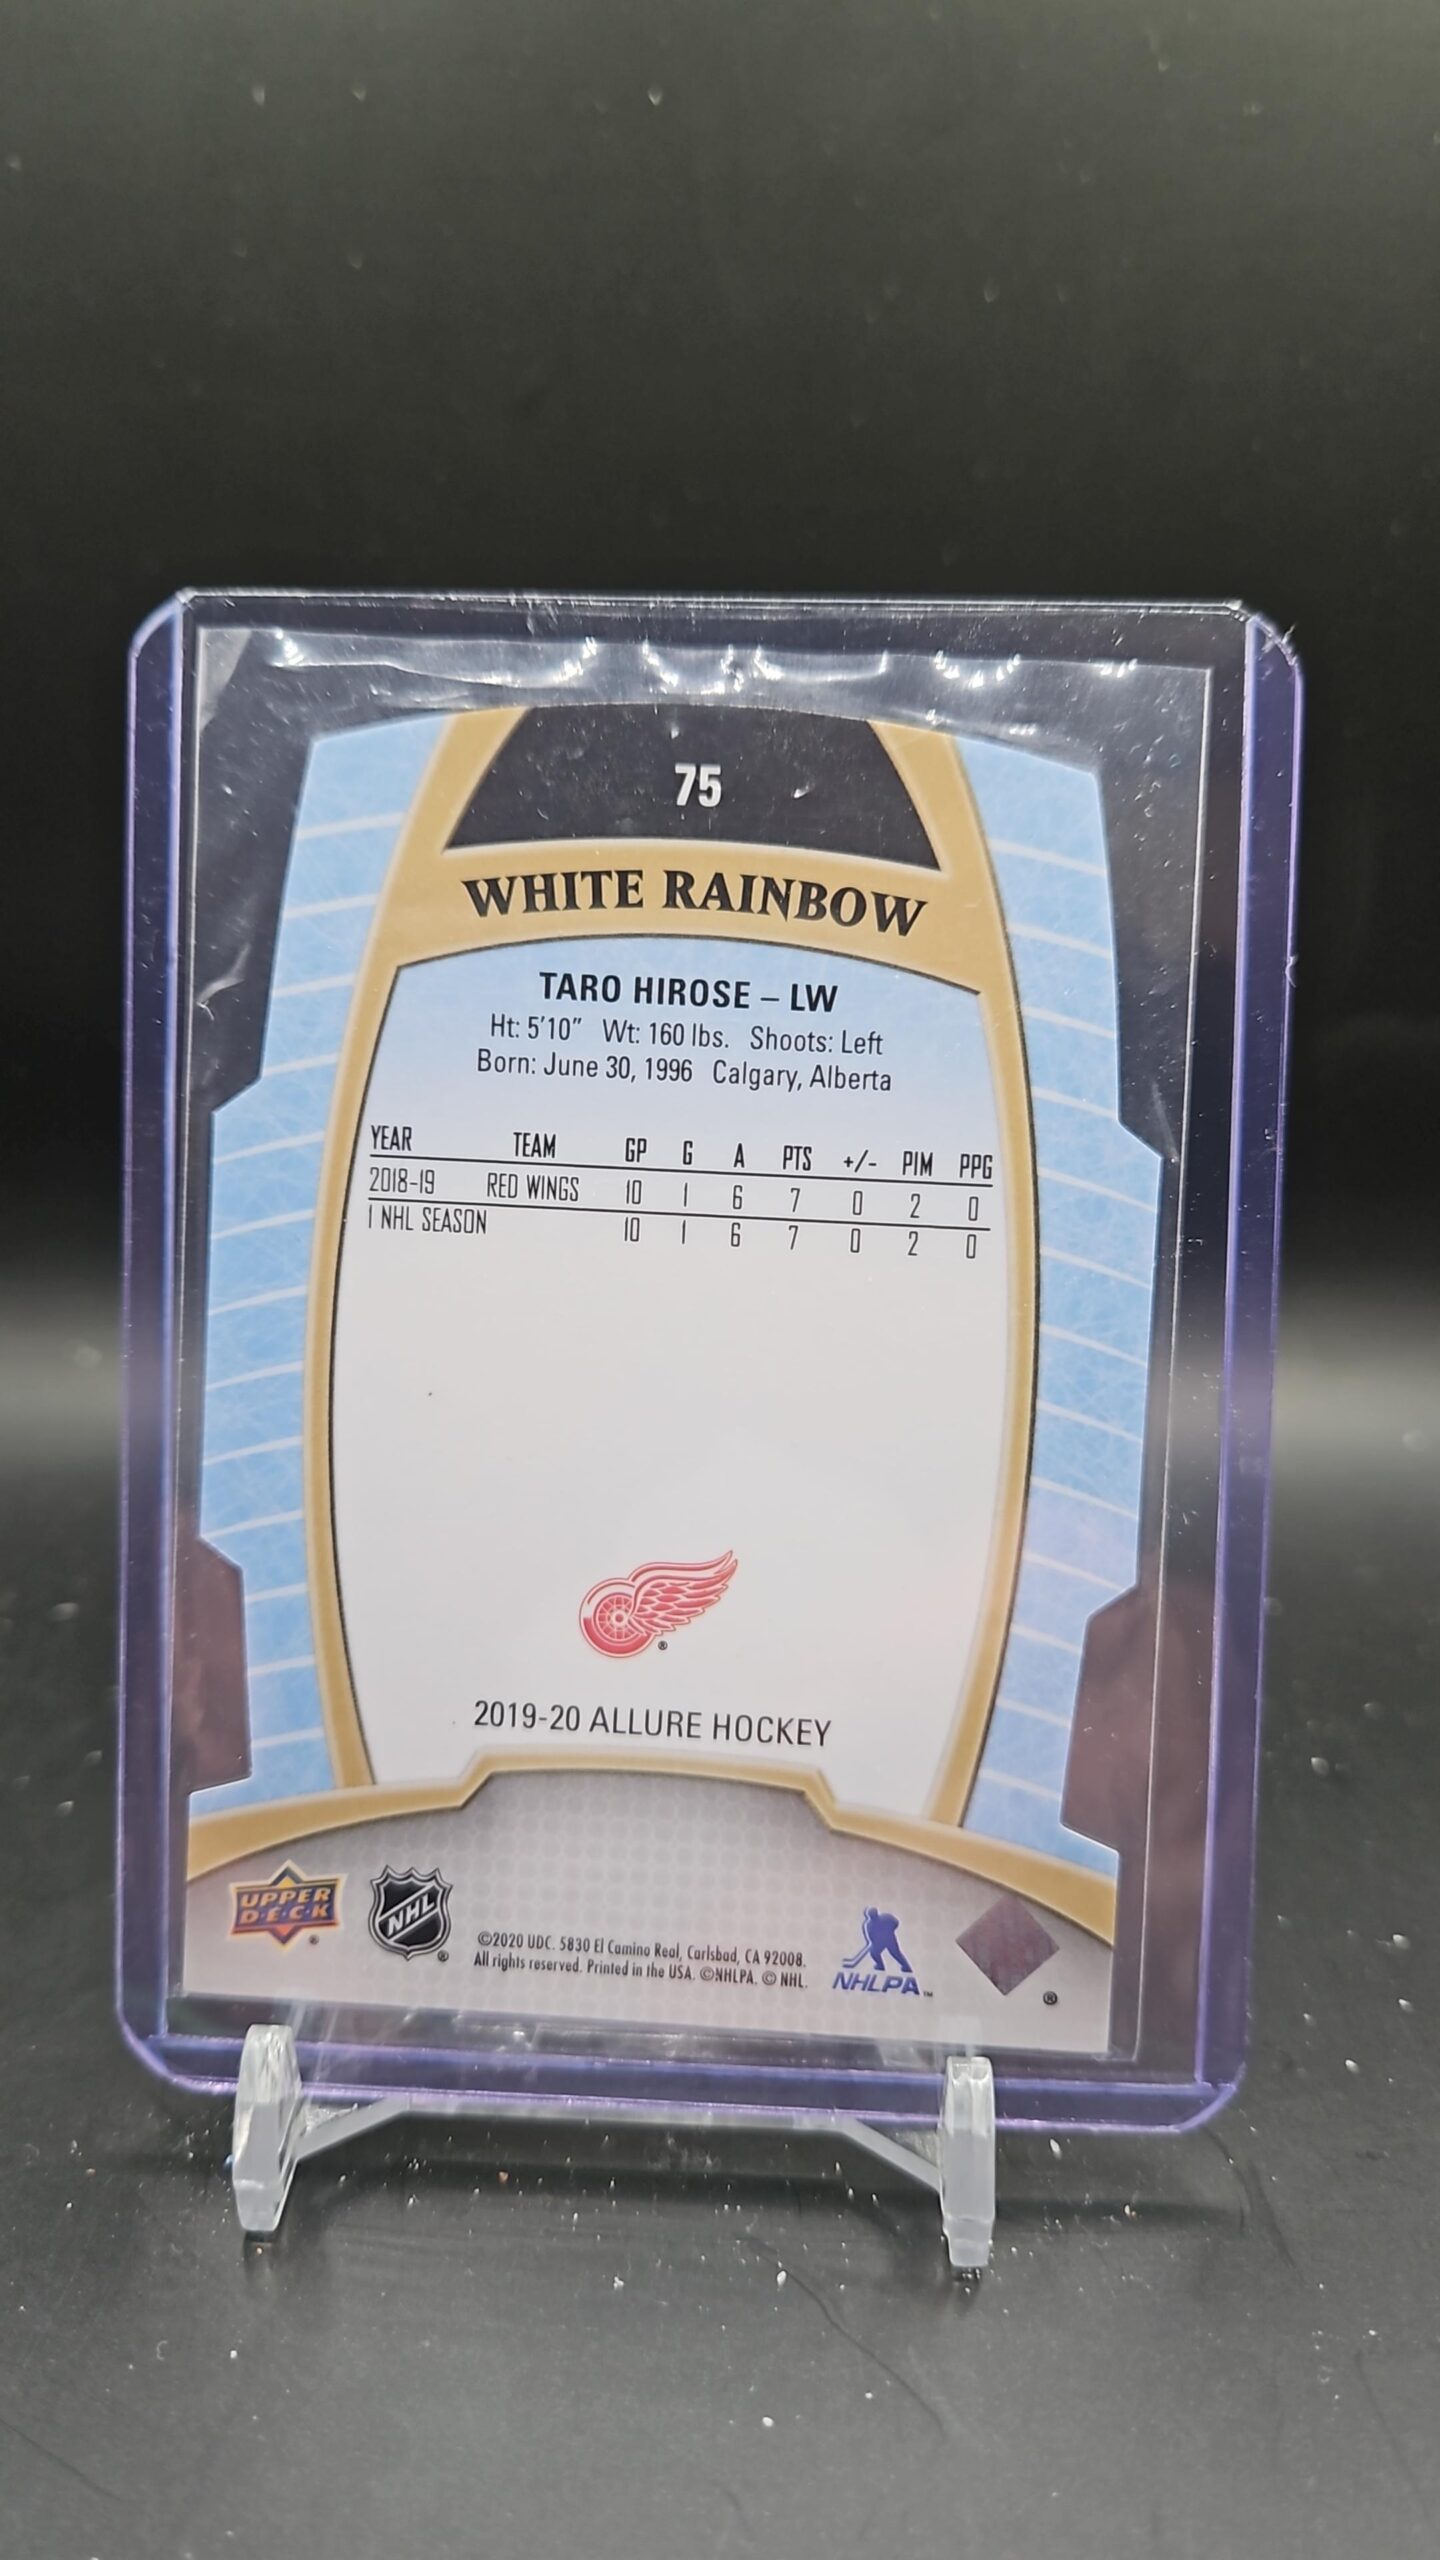 75
WHITE RAINBOW
TARO HIROSE – LW
Ht: 5'10" Wt: 160 lbs. Shoots: Left
Born: June 30, 1996 Calgary, Alberta
YEAR TEAM GP G A PTS +/- PIM PPG
2018-19 RED WINGS 10 1 6 7 0 2 0
1 NHL SEASON 10 1 6 7 0 2 0
®
2019-20 ALLURE HOCKEY
UPPER
D·E·C·K
®
NHL
®
©2020 UDC. 5830 El Camino Real, Carlsbad, CA 92008.
All rights reserved. Printed in the USA. ©NHLPA. © NHL.
NHLPA™
®